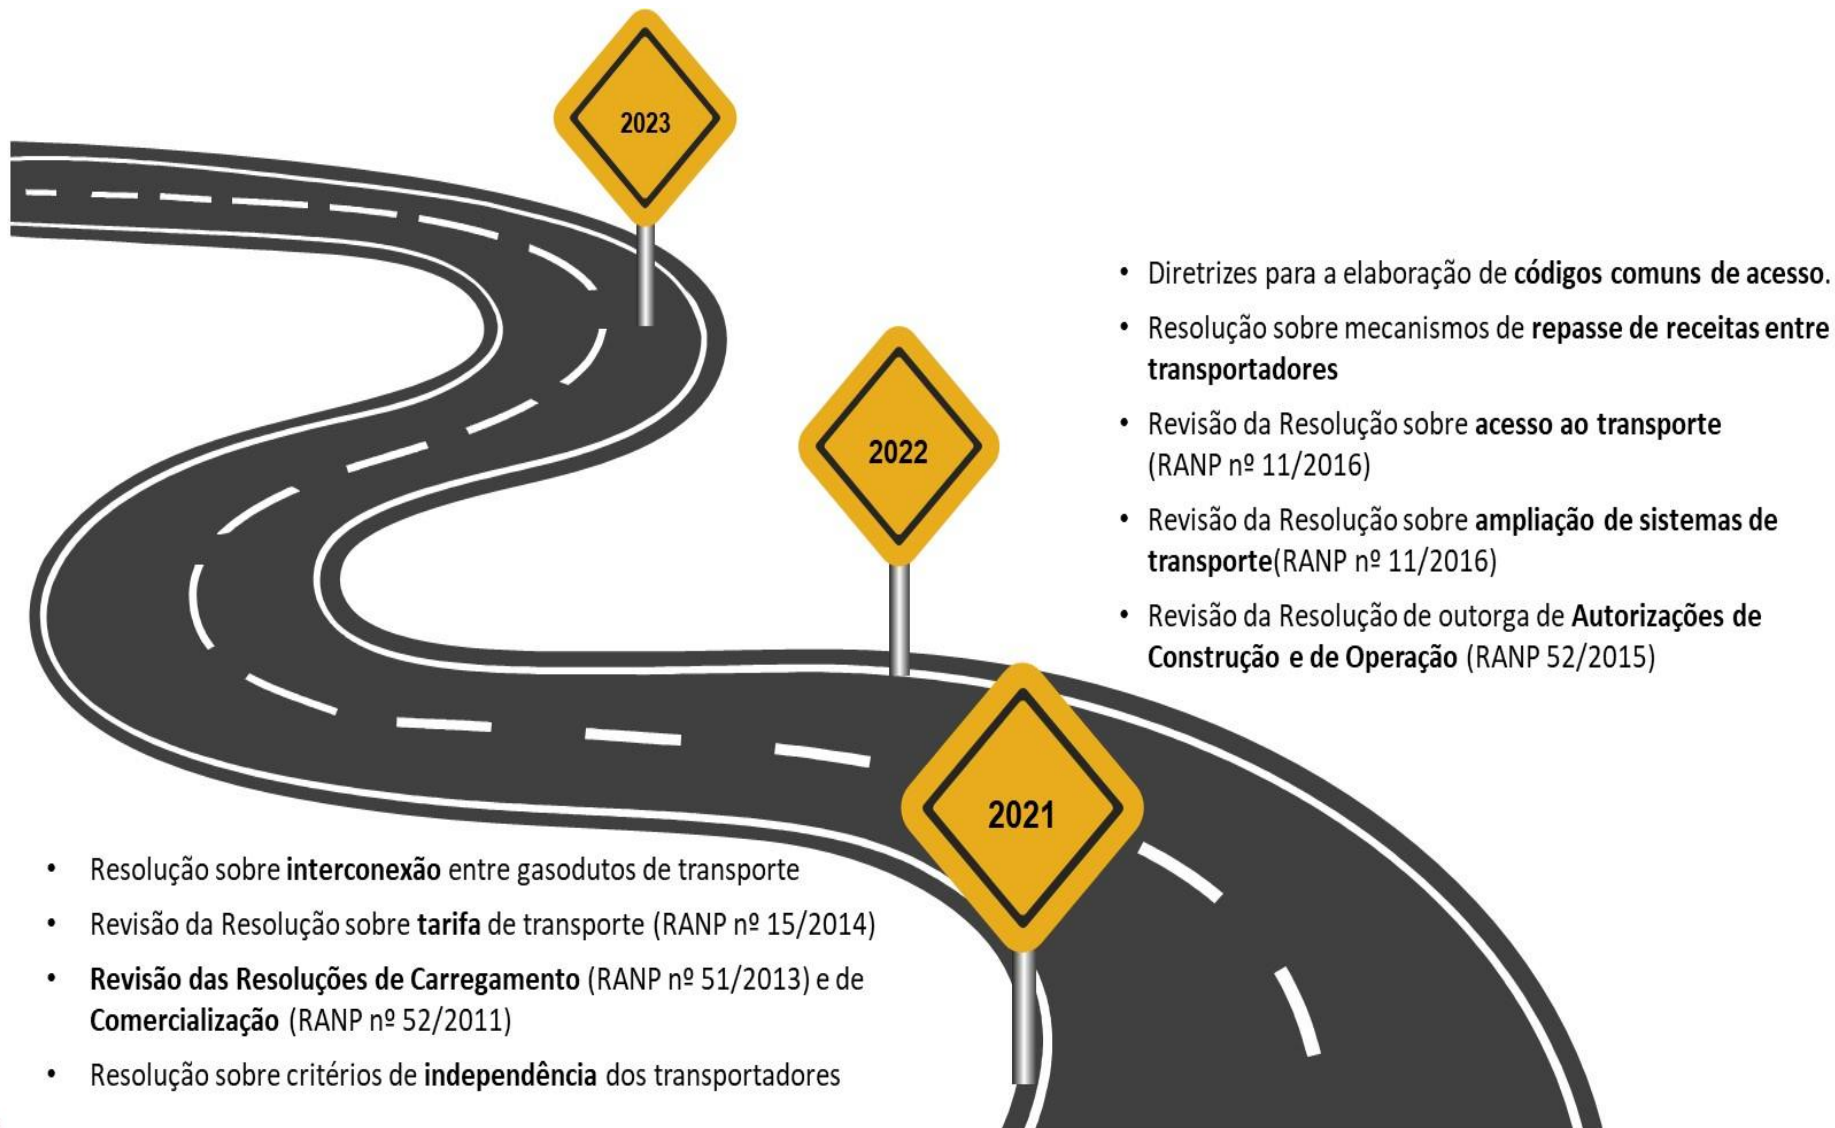 2023
2022
• Diretrizes para a elaboração de códigos comuns de acesso.
• Resolução sobre mecanismos de repasse de receitas entre
transportadores
• Revisão da Resolução sobre acesso ao transporte
(RANP nº 11/2016)
• Revisão da Resolução sobre ampliação de sistemas de
transporte(RANP nº 11/2016)
• Revisão da Resolução de outorga de Autorizações de
Construção e de Operação (RANP 52/2015)
2021
• Resolução sobre interconexão entre gasodutos de transporte
• Revisão da Resolução sobre tarifa de transporte (RANP nº 15/2014)
• Revisão das Resoluções de Carregamento (RANP nº 51/2013) e de
Comercialização (RANP nº 52/2011)
• Resolução sobre critérios de independência dos transportadores